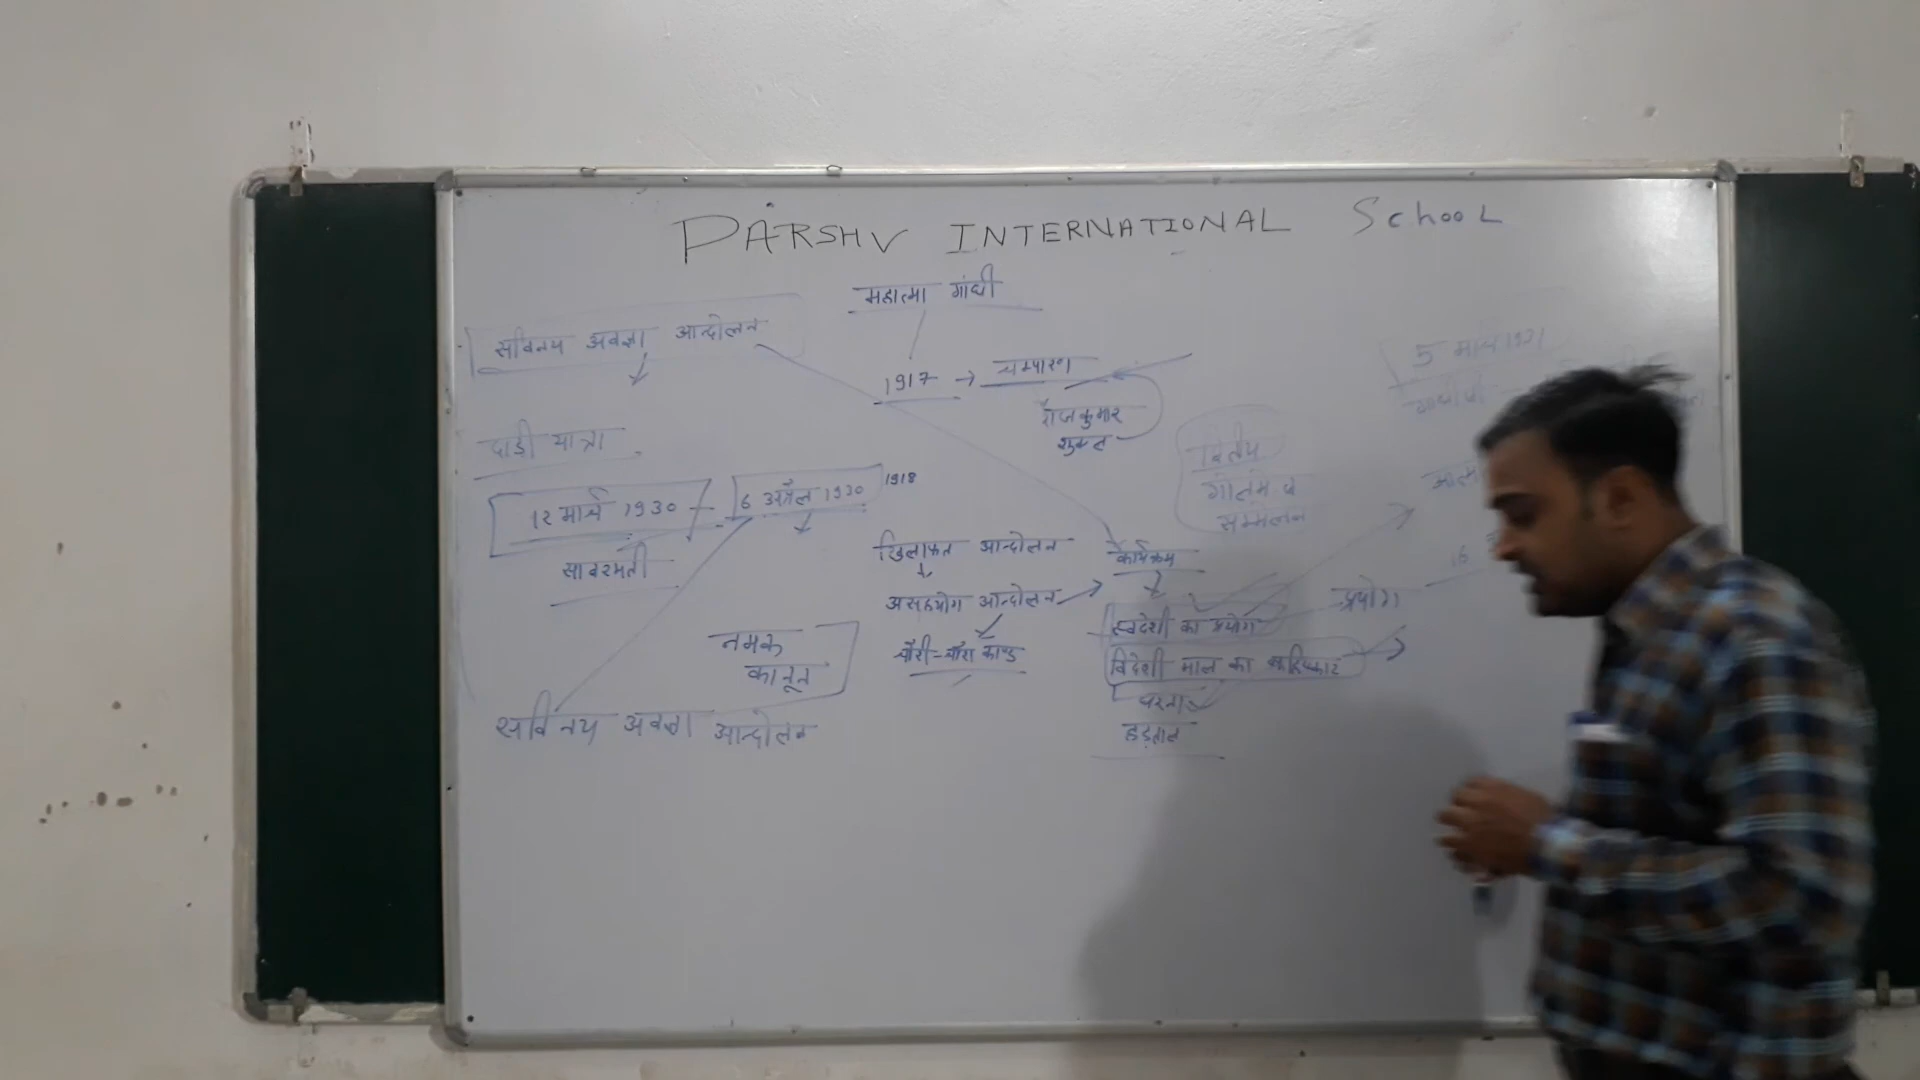 PARSHV INTERNATIONAL SchooL
महात्मा गांधी
सविनय अवज्ञा आन्दोलन
1917 → चम्पारण
राजकुमार
शुक्ल
5 मार्च 1931
दाड़ी यात्रा
12 मार्च 1930 - 6 अप्रैल 1930
1918
साबरमती
द्वितीय
गोलमेज
सम्मेलन
खिलाफत आन्दोलन
असहयोग आन्दोलन
चौरी-चौरा काण्ड
कार्यक्रम
स्वदेशी का प्रयोग
प्रयोग
16
विदेशी माल का बहिष्कार
धरना
हड़ताल
नमक
कानून
सविनय अवज्ञा आन्दोलन